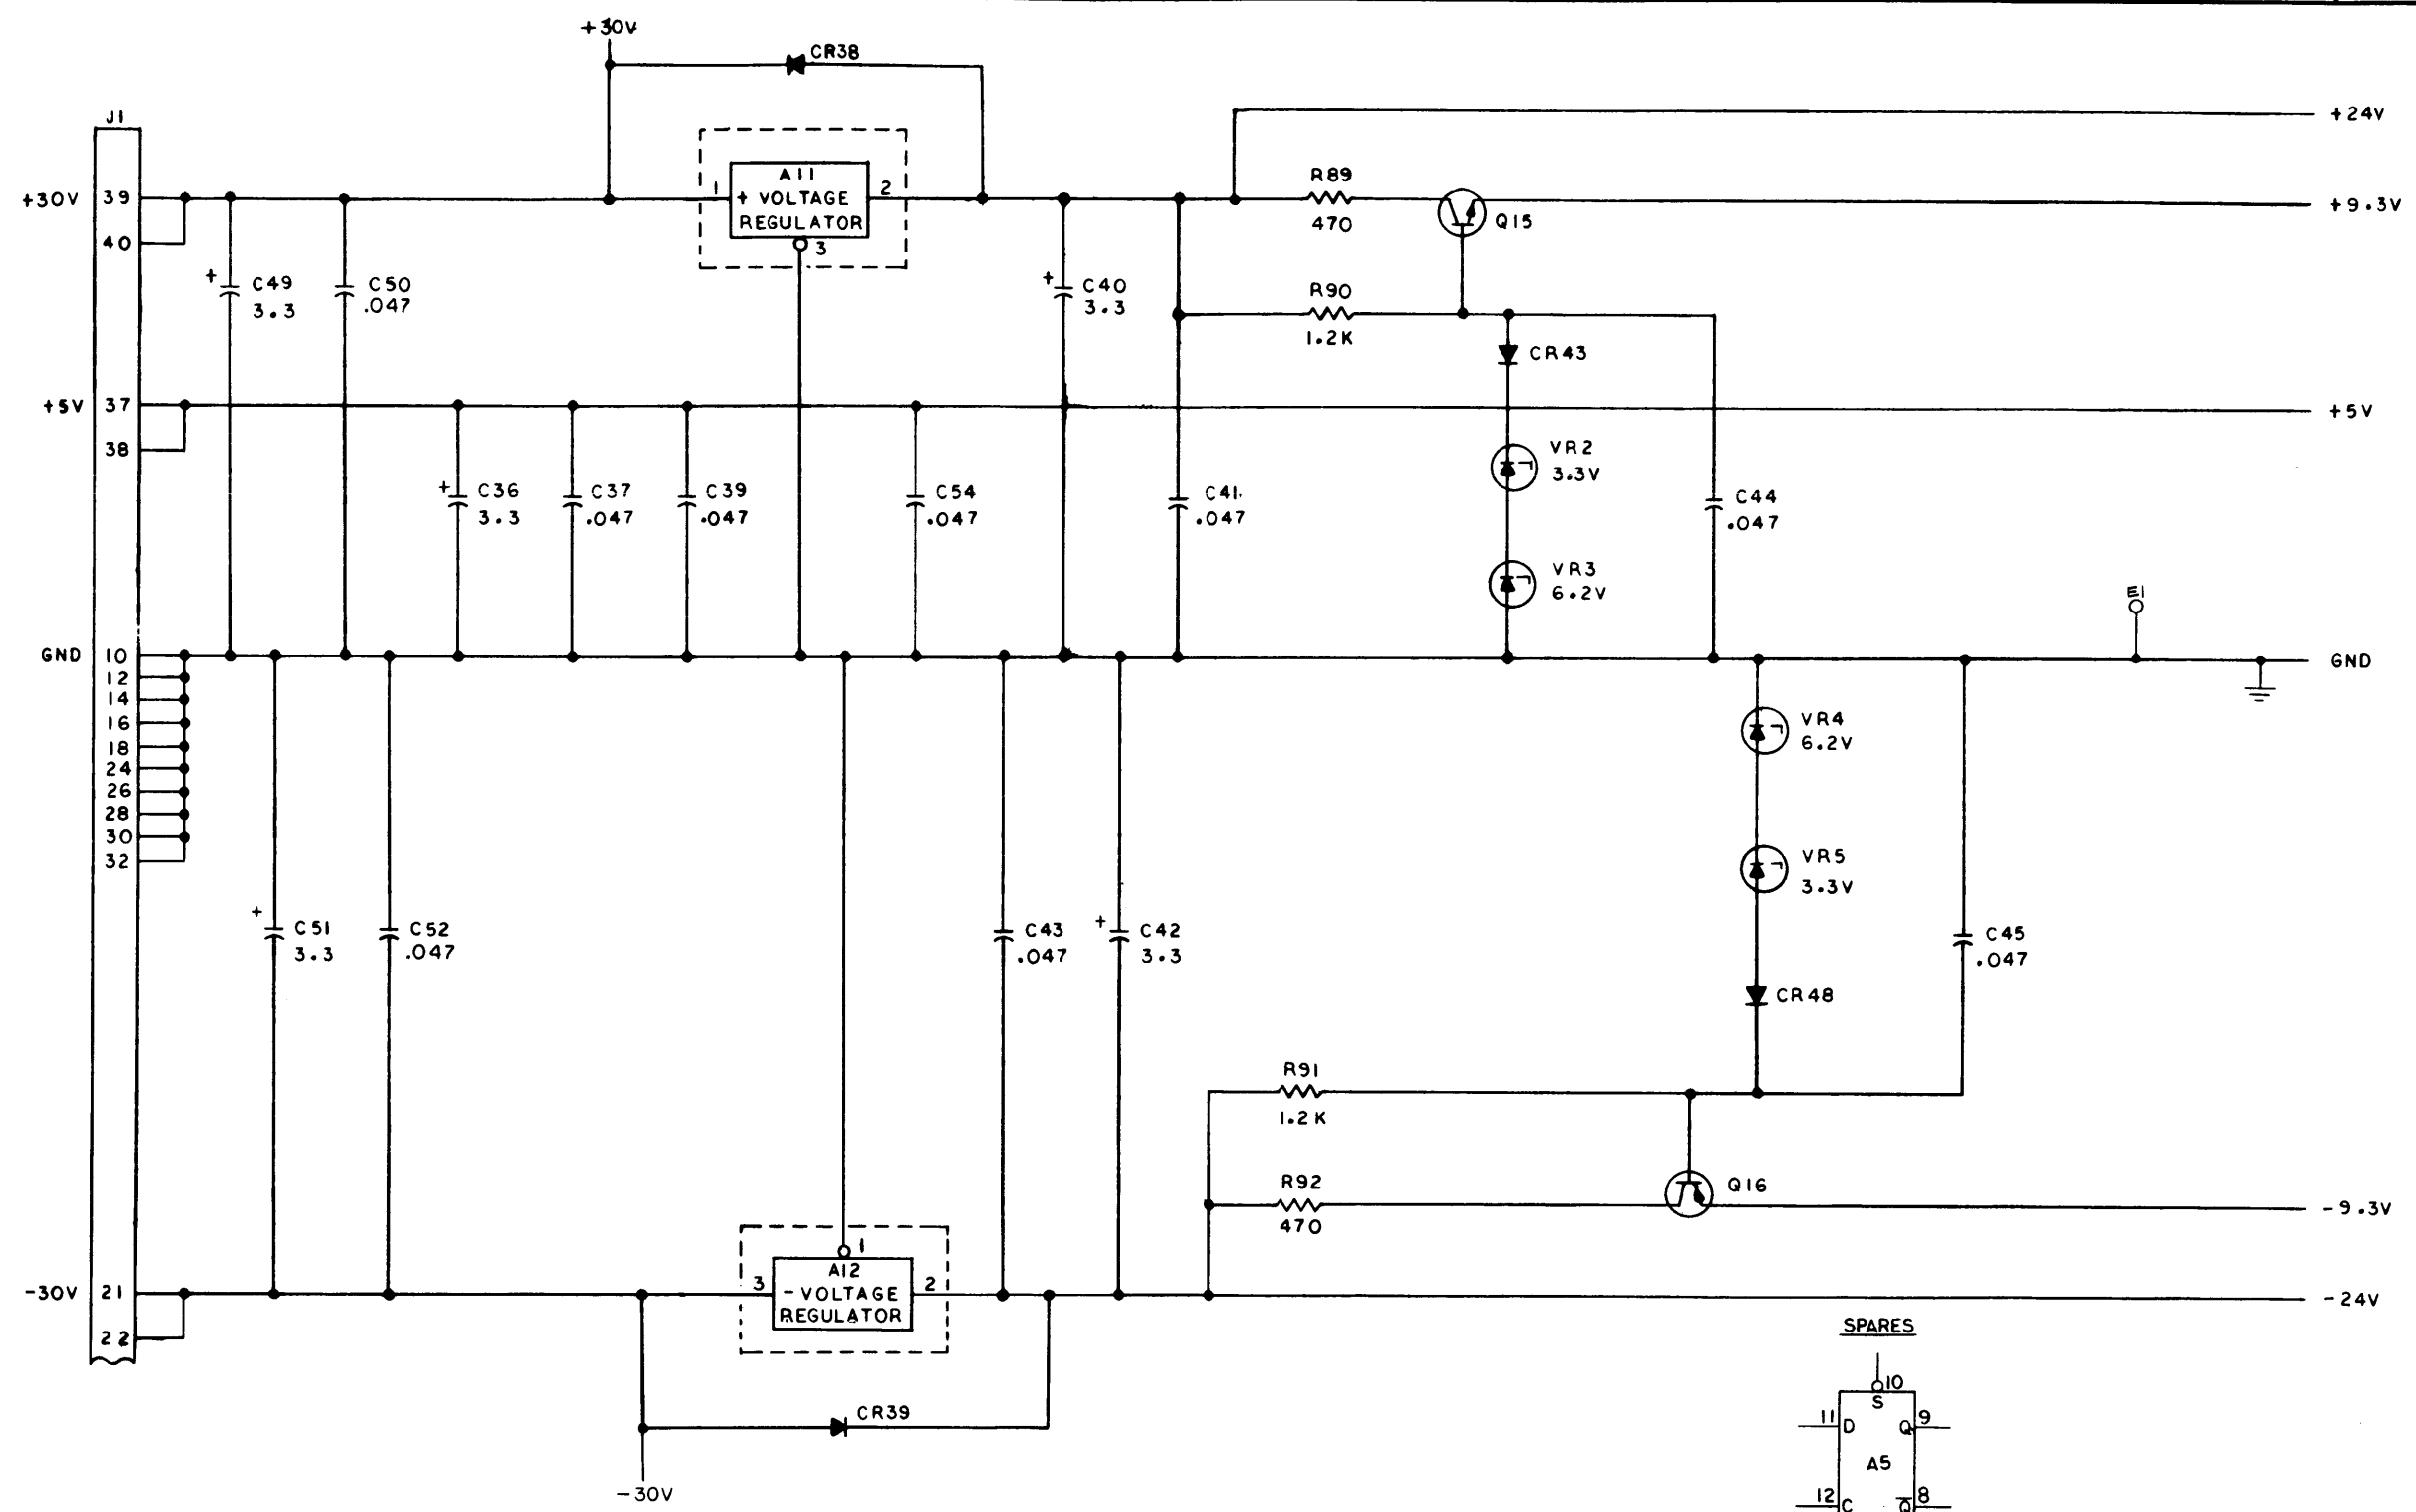 +30V
CR38
J1
+24V
+30V
39
40
1
A11
+ VOLTAGE
REGULATOR
2
3
R89
470
Q15
+9.3V
+
C49
3.3
C50
.047
+
C40
3.3
R90
1.2K
CR43
+5V
37
38
+5V
VR2
3.3V
+
C36
3.3
C37
.047
C39
.047
C54
.047
C41
.047
C44
.047
VR3
6.2V
E1
GND
10
12
14
16
18
24
26
28
30
32
GND
VR4
6.2V
VR5
3.3V
+
C51
3.3
C52
.047
C43
.047
+
C42
3.3
C45
.047
CR48
R91
1.2K
R92
470
Q16
-9.3V
1
A12
- VOLTAGE
REGULATOR
3
2
-30V
21
22
-24V
CR39
-30V
SPARES
10
S
11
D
Q
9
A5
12
C
Q̅
8